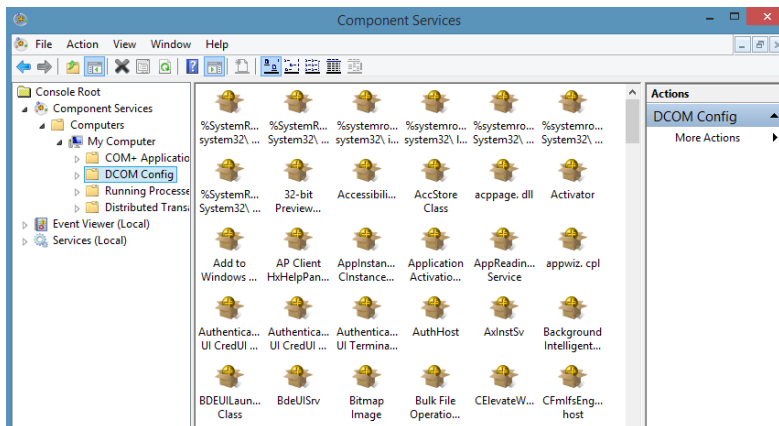 Component Services
File Action View Window Help
Console Root
Component Services
Computers
My Computer
COM+ Applicatio
DCOM Config
Running Processe
Distributed Transa
Event Viewer (Local)
Services (Local)
%SystemR... %SystemR... %systemro... %systemro... %systemro... %systemro...
system32\ ... System32\ ... system32\ i... system32\ l... System32\ ... System32\ ...
%SystemR... 32-bit Accessibili... AccStore acppage. dll Activator
System32\ ... Preview... Class
Add to AP Client AppInstan... Application AppReadin... appwiz. cpl
Windows ... HxHelpPan... CInstance... Activatio... Service
Authentica... Authentica... Authentica... AuthHost AxInstSv Background
UI CredUI ... UI CredUI ... UI Termina... Intelligent...
BDEUILaun... BdeUISrv Bitmap Bulk File CElevateW... CFmIfsEng...
Class Image Operatio... host
Actions
DCOM Config
More Actions